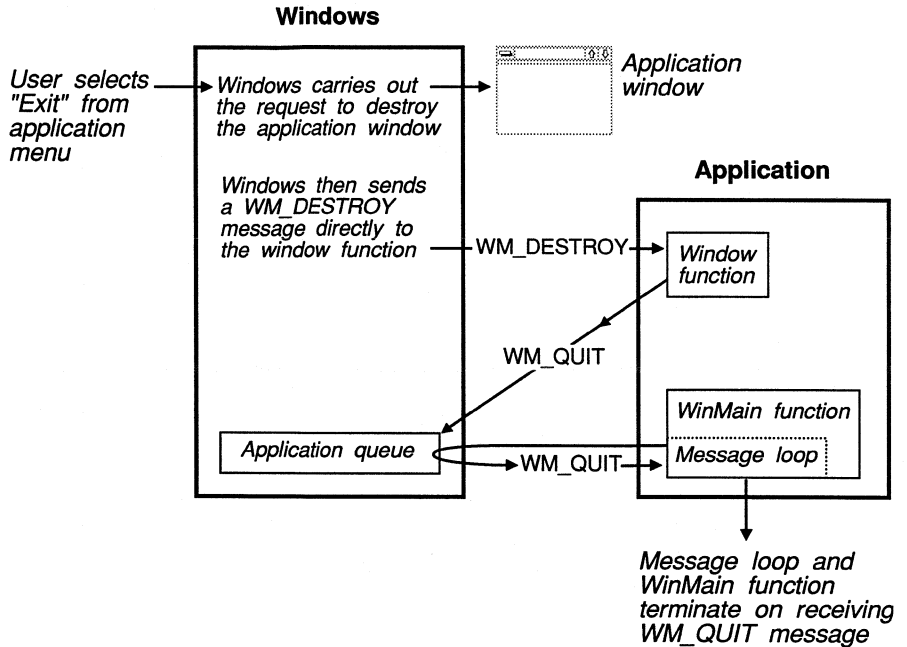 Windows
User selects
"Exit" from
application
menu
Windows carries out
the request to destroy
the application window
Application
window
Windows then sends
a WM_DESTROY
message directly to
the window function
WM_DESTROY
Application
Window
function
WM_QUIT
WinMain function
Message loop
Application queue
WM_QUIT
Message loop and
WinMain function
terminate on receiving
WM_QUIT message